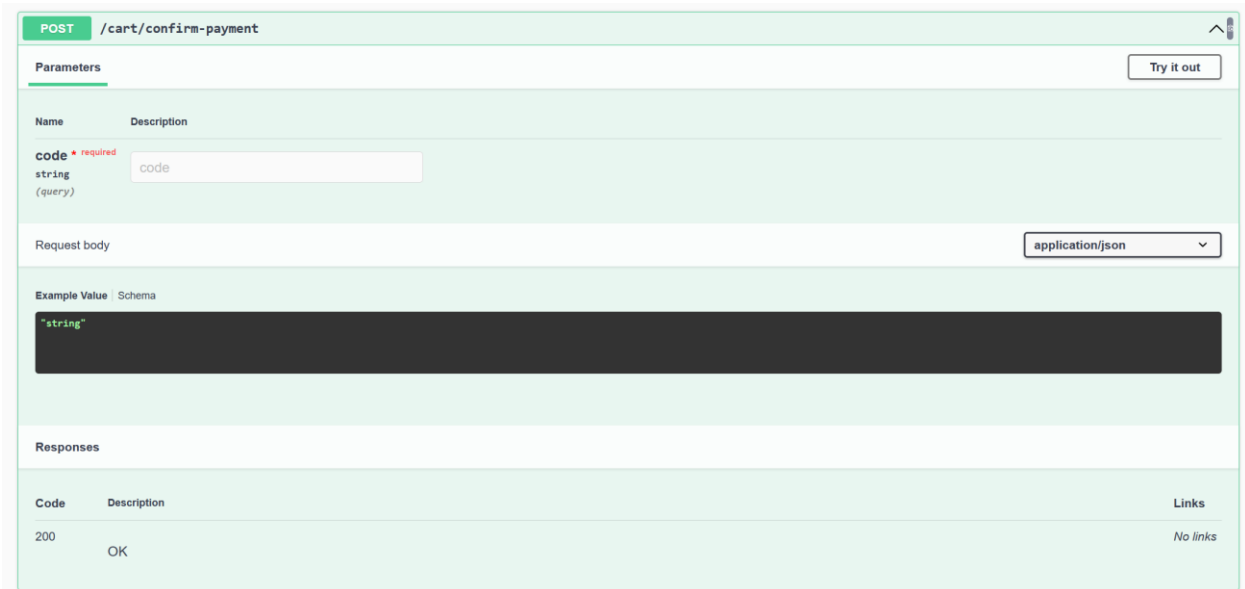 POST /cart/confirm-payment
Parameters
Try it out
Name Description
code * required
string
(query)
code
Request body
application/json
Example Value Schema
"string"
Responses
Code Description Links
200 OK No links